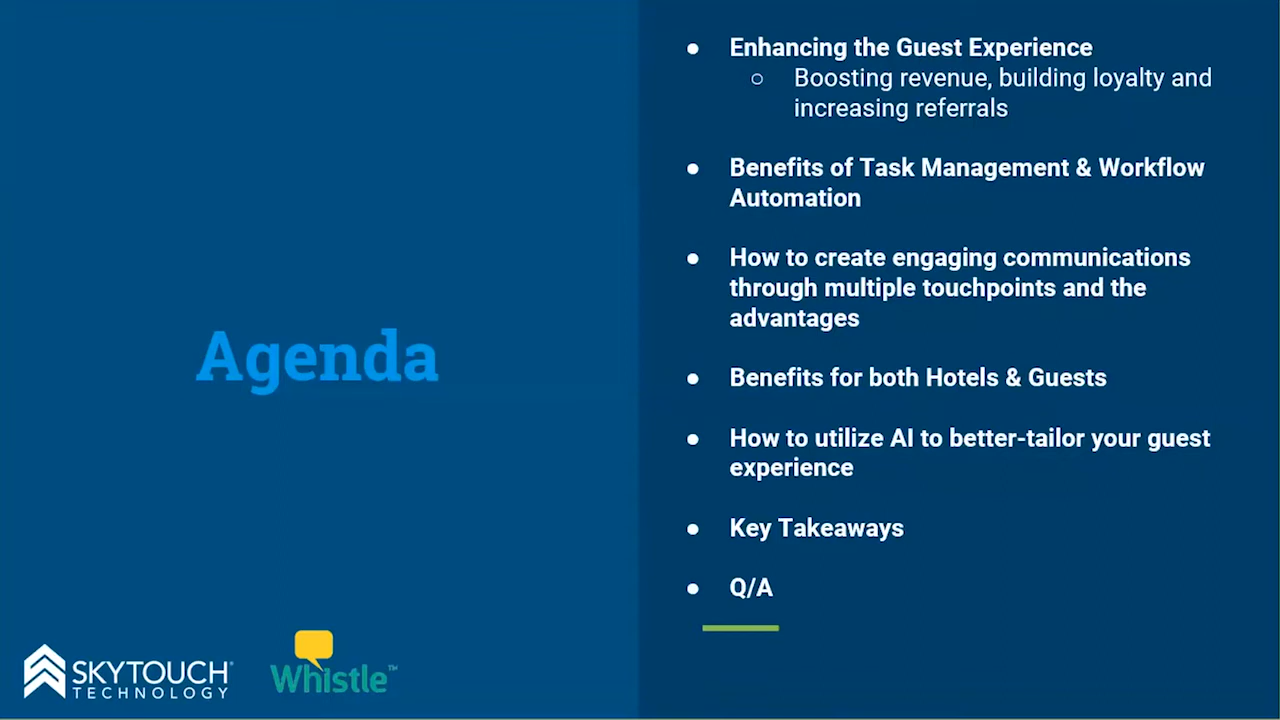 Agenda
● Enhancing the Guest Experience
○ Boosting revenue, building loyalty and
increasing referrals
● Benefits of Task Management & Workflow
Automation
● How to create engaging communications
through multiple touchpoints and the
advantages
● Benefits for both Hotels & Guests
● How to utilize AI to better-tailor your guest
experience
● Key Takeaways
● Q/A
SKYTOUCH®
TECHNOLOGY
Whistle™